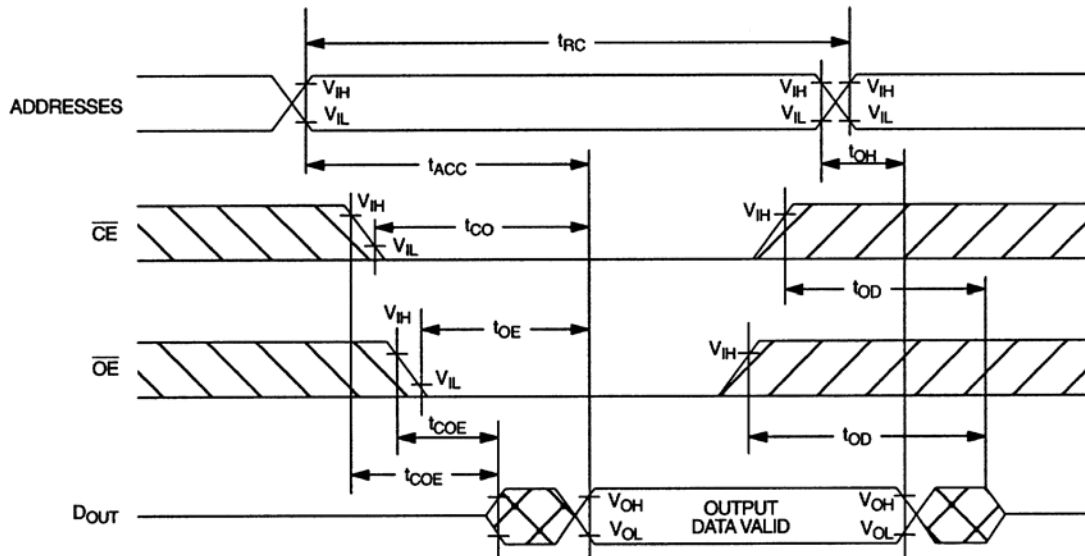 tRC
ADDRESSES
VIH
VIL
VIH
VIL
VIH
VIL
tACC
tOH
CE
VIH
VIL
tCO
VIH
tOD
OE
VIH
VIL
tOE
VIH
tCOE
tOD
tCOE
DOUT
VOH
VOL
OUTPUT
DATA VALID
VOH
VOL